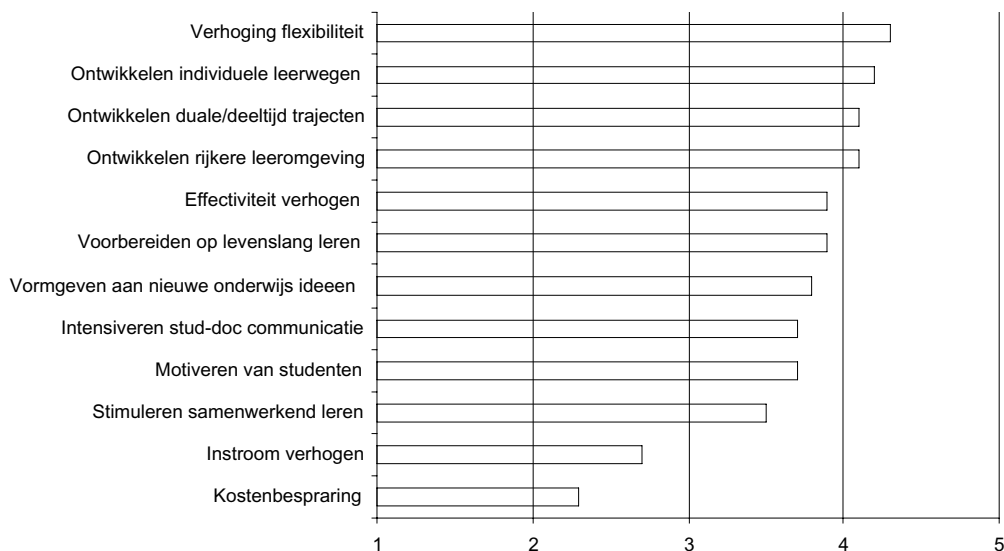 Verhoging flexibiliteit
Ontwikkelen individuele leerwegen
Ontwikkelen duale/deeltijd trajecten
Ontwikkelen rijkere leeromgeving
Effectiviteit verhogen
Voorbereiden op levenslang leren
Vormgeven aan nieuwe onderwijs ideeen
Intensiveren stud-doc communicatie
Motiveren van studenten
Stimuleren samenwerkend leren
Instroom verhogen
Kostenbespraring
1 2 3 4 5